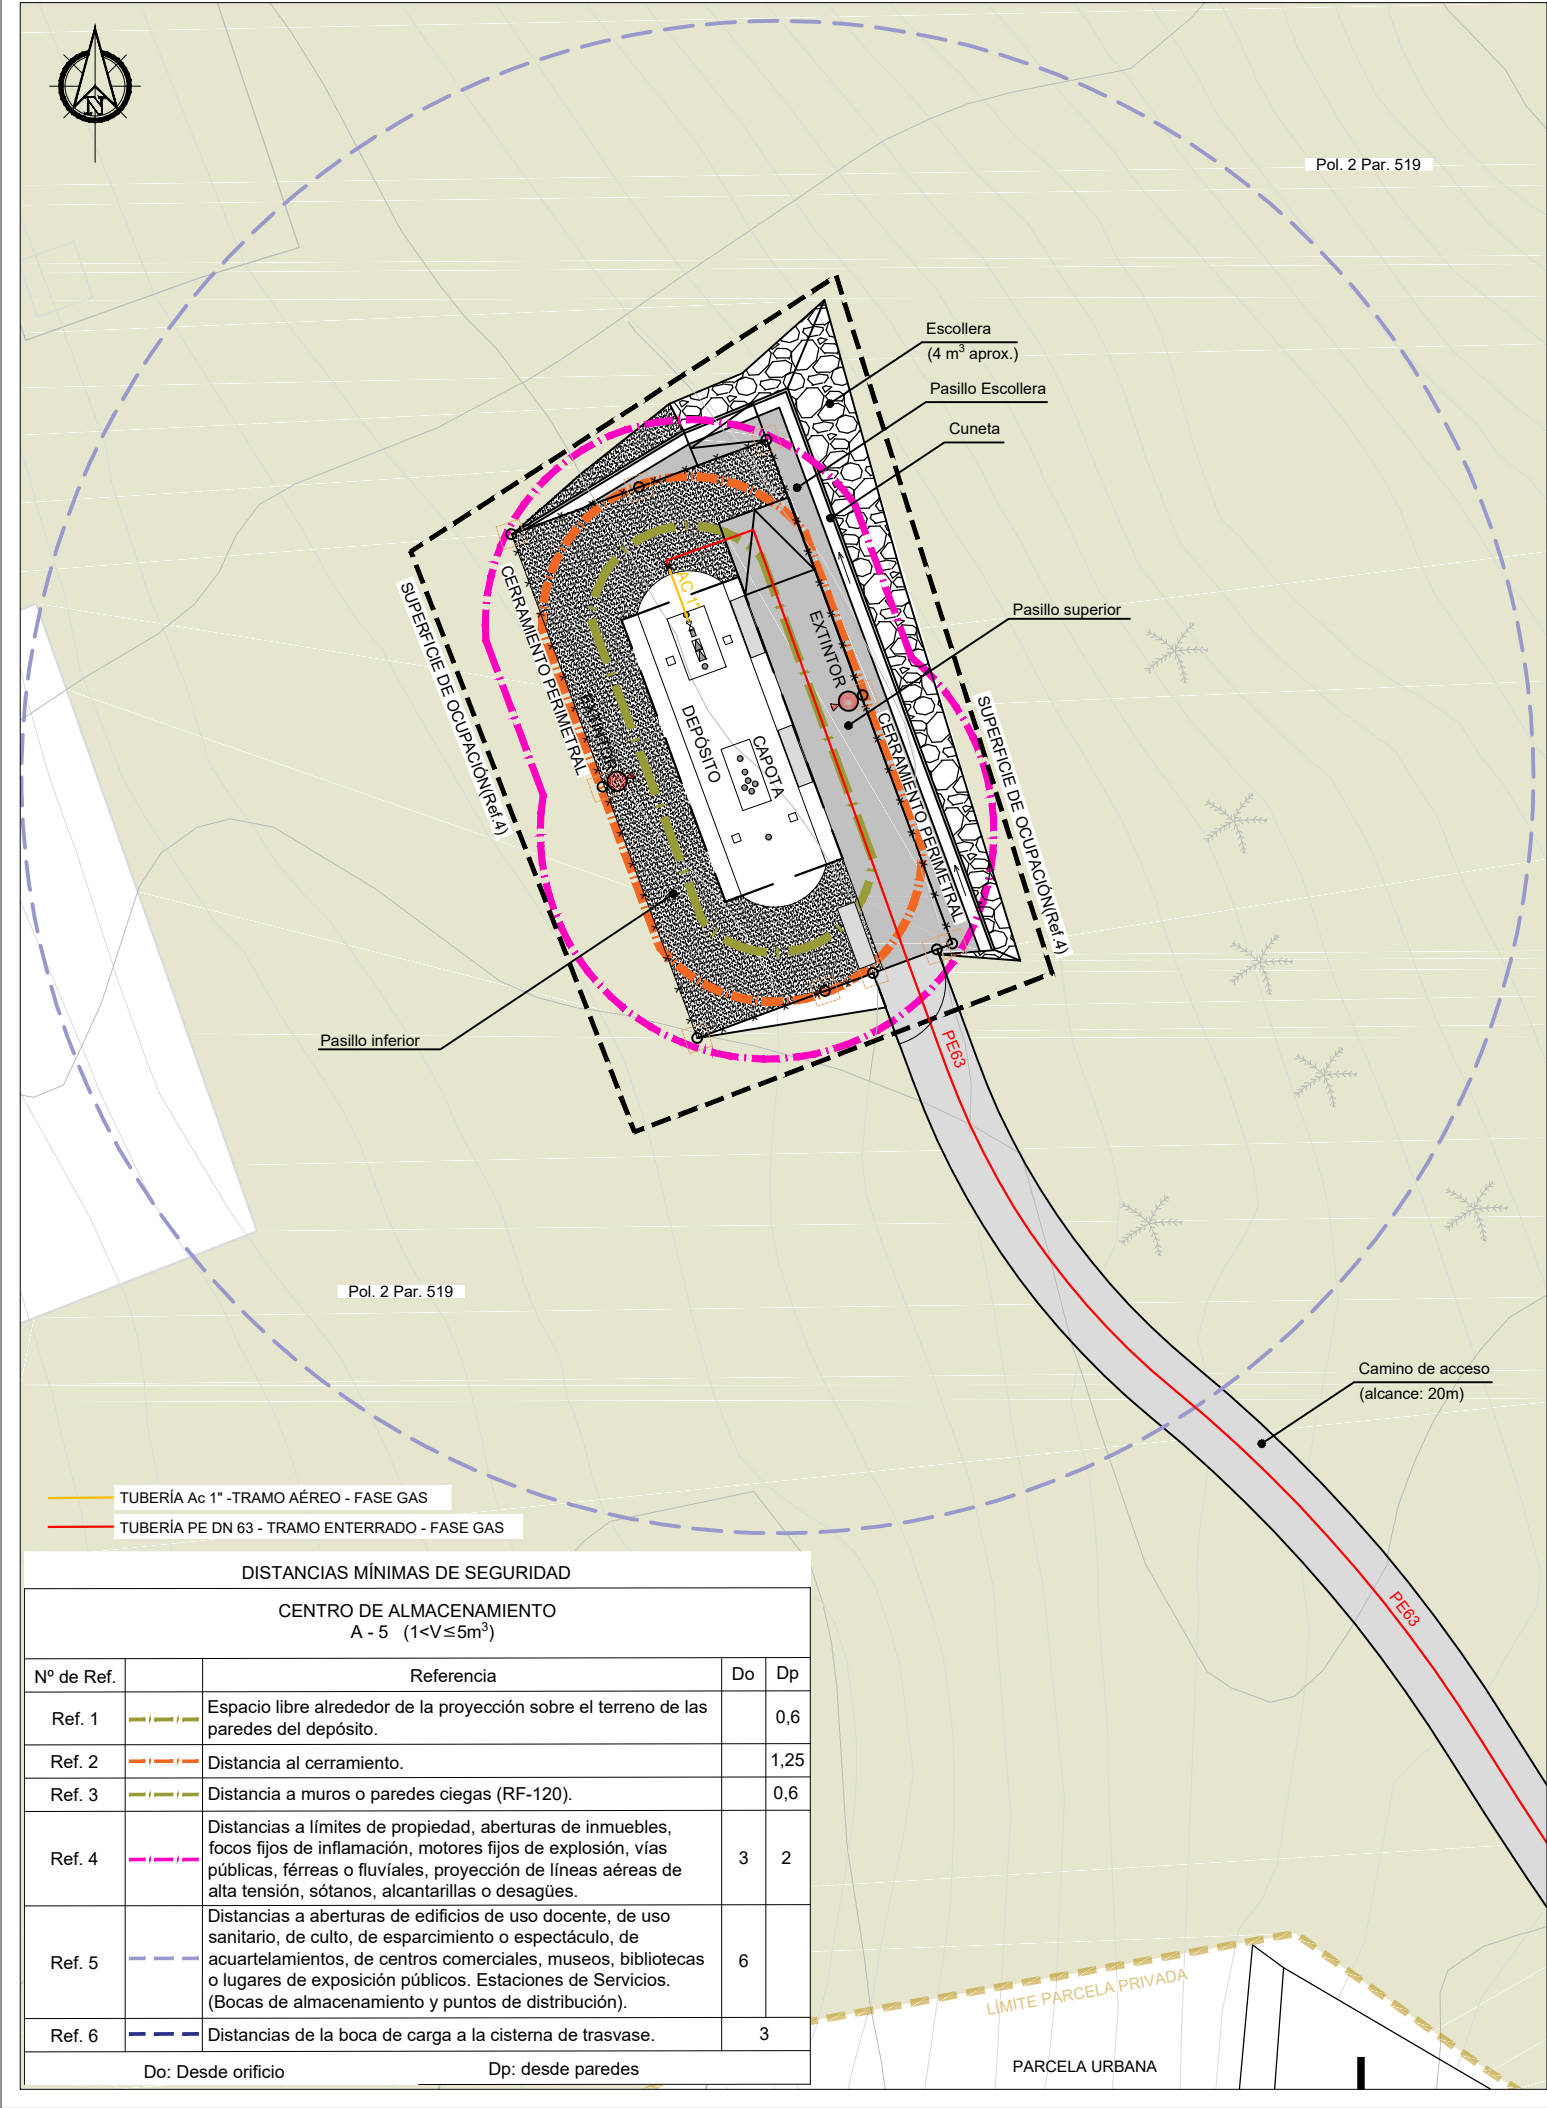 N
Pol. 2 Par. 519
Escollera
(4 m³ aprox.)
Pasillo Escollera
Cuneta
Pasillo superior
SUPERFICIE DE OCUPACIÓN(Ref.4)
CERRAMIENTO PERIMETRAL
AC 1"
EXTINTOR
DEPÓSITO
CAPOTA
CERRAMIENTO PERIMETRAL
SUPERFICIE DE OCUPACIÓN(Ref.4)
EXTINTOR
Pasillo inferior
PE63
Pol. 2 Par. 519
Camino de acceso
(alcance: 20m)
PE63
TUBERÍA Ac 1" -TRAMO AÉREO - FASE GAS
TUBERÍA PE DN 63 - TRAMO ENTERRADO - FASE GAS
DISTANCIAS MÍNIMAS DE SEGURIDAD
CENTRO DE ALMACENAMIENTO
A - 5 (1<V≤5m³)
Nº de Ref. Referencia Do Dp
Ref. 1 Espacio libre alrededor de la proyección sobre el terreno de las
paredes del depósito. 0,6
Ref. 2 Distancia al cerramiento. 1,25
Ref. 3 Distancia a muros o paredes ciegas (RF-120). 0,6
Ref. 4 Distancias a límites de propiedad, aberturas de inmuebles,
focos fijos de inflamación, motores fijos de explosión, vías
públicas, férreas o fluvíales, proyección de líneas aéreas de
alta tensión, sótanos, alcantarillas o desagües. 3 2
Ref. 5 Distancias a aberturas de edificios de uso docente, de uso
sanitario, de culto, de esparcimiento o espectáculo, de
acuartelamientos, de centros comerciales, museos, bibliotecas
o lugares de exposición públicos. Estaciones de Servicios.
(Bocas de almacenamiento y puntos de distribución). 6
Ref. 6 Distancias de la boca de carga a la cisterna de trasvase. 3
Do: Desde orificio Dp: desde paredes
LÍMITE PARCELA PRIVADA
PARCELA URBANA